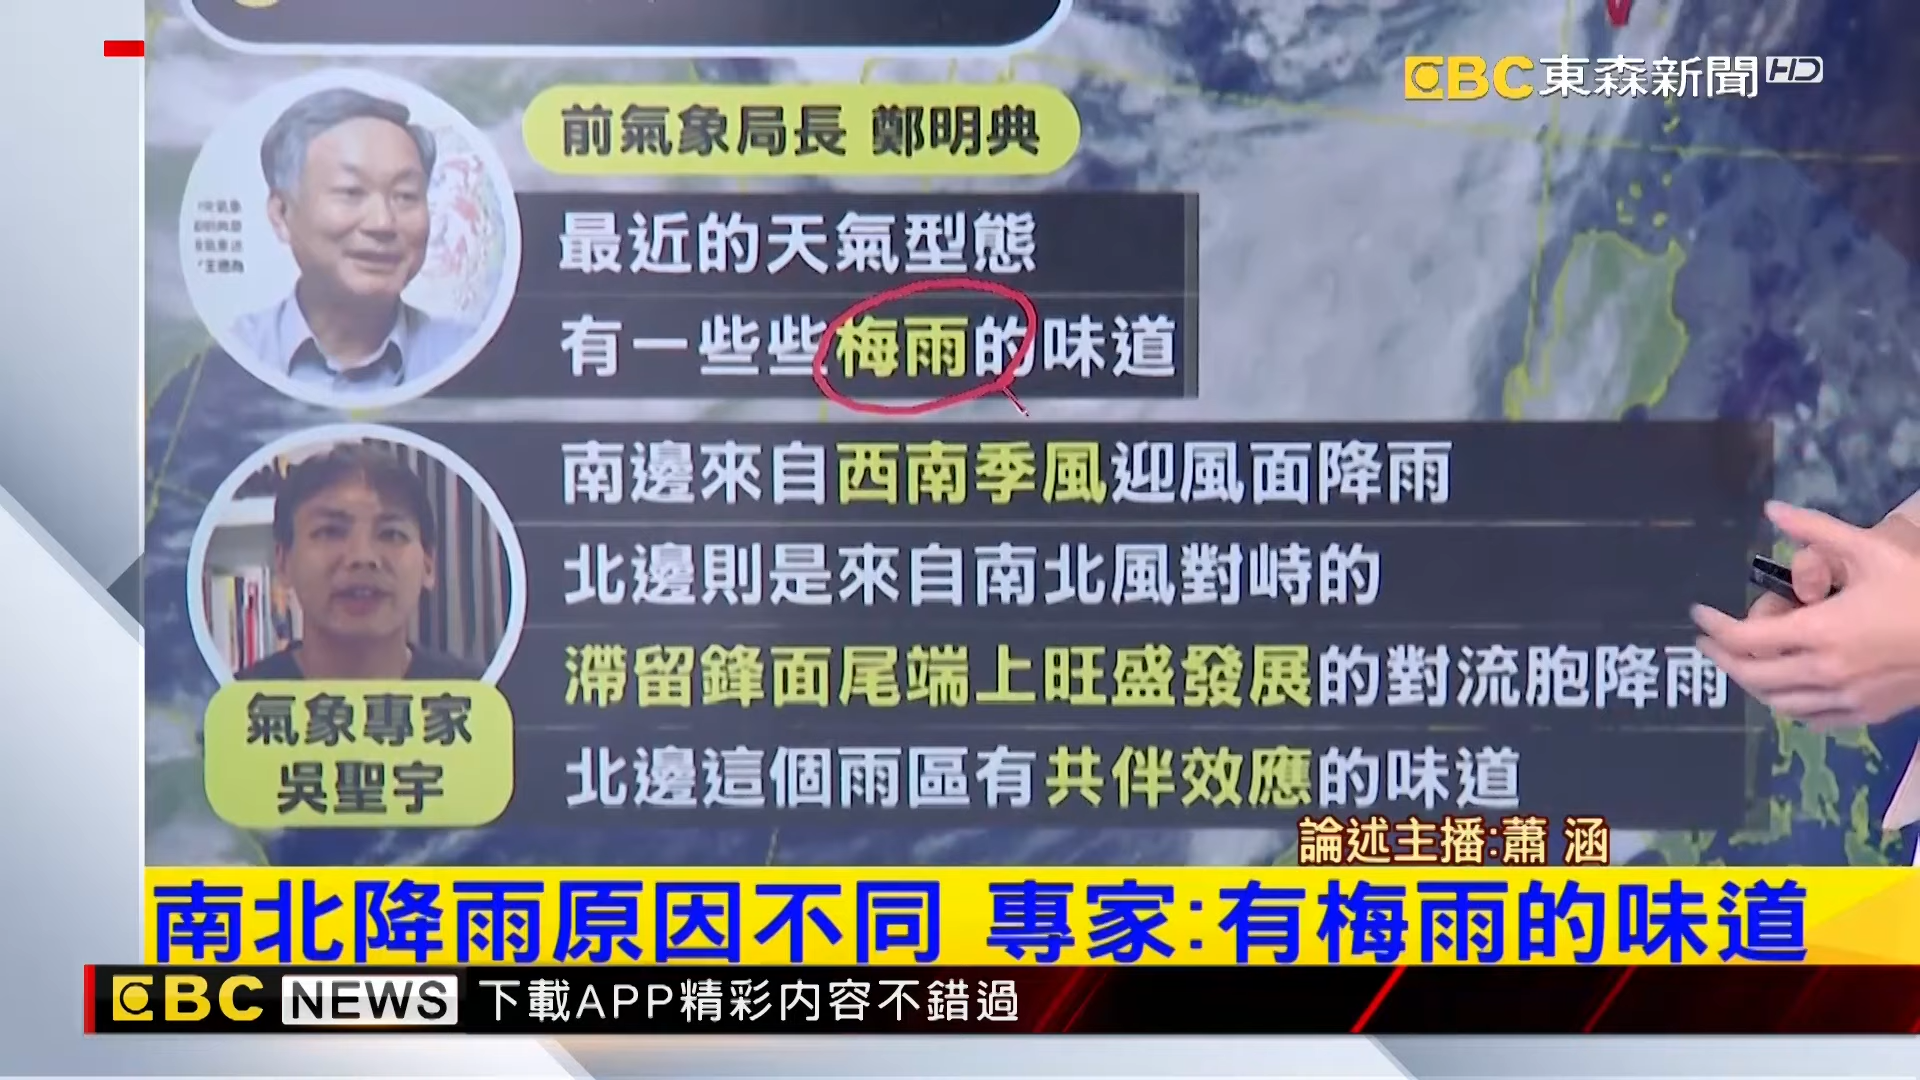 EBC東森新聞HD
前氣象局長 鄭明典
最近的天氣型態
有一些些梅雨的味道
南邊來自西南季風迎風面降雨
北邊則是來自南北風對峙的
滯留鋒面尾端上旺盛發展的對流胞降雨
北邊這個雨區有共伴效應的味道
氣象專家
吳聖宇
論述主播:蕭 涵
南北降雨原因不同 專家:有梅雨的味道
EBC NEWS 下載APP精彩內容不錯過